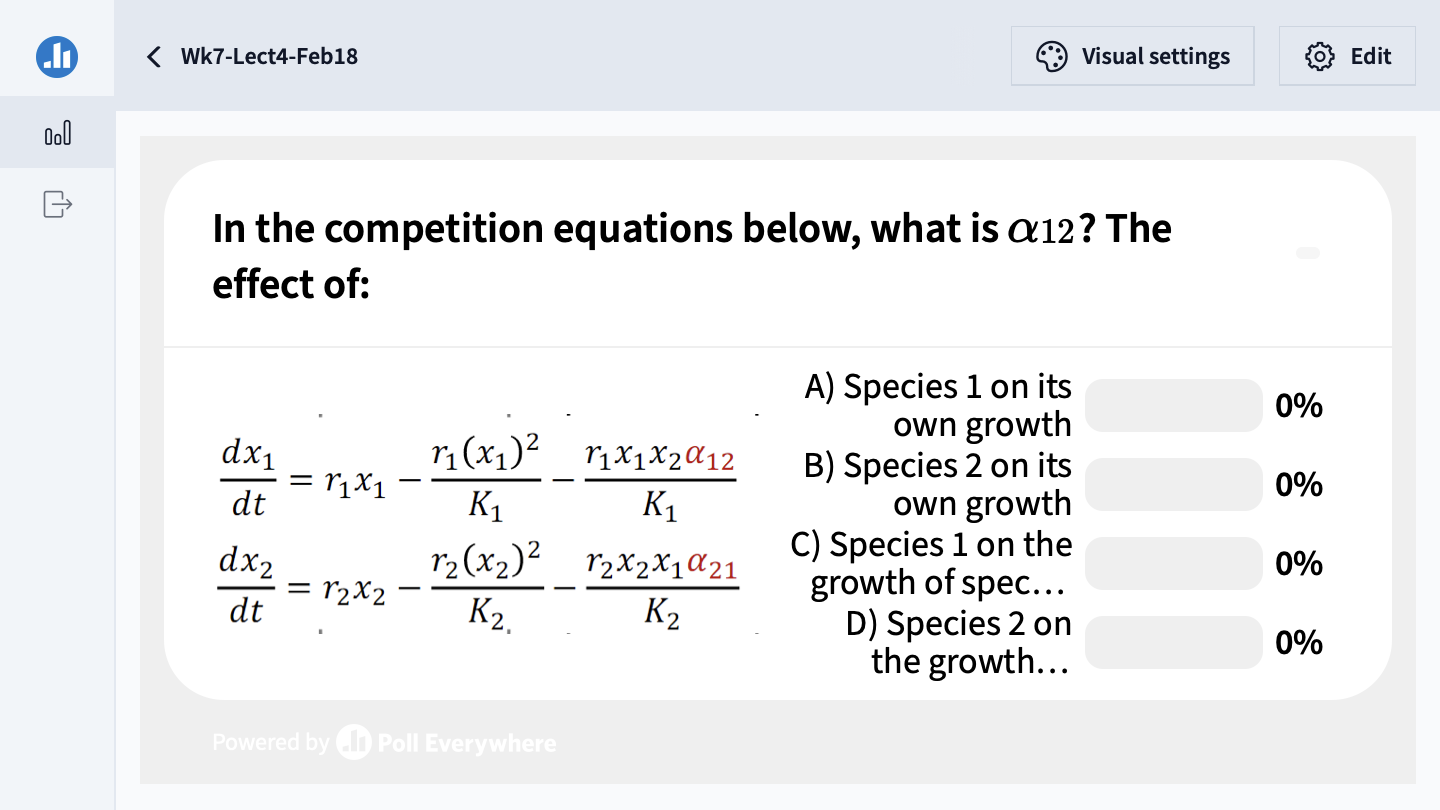 Wk7-Lect4-Feb18
Visual settings
Edit
In the competition equations below, what is α12? The
effect of:
dx₁/dt = r₁x₁ − r₁(x₁)²/K₁ − r₁x₁x₂α₁₂/K₁
dx₂/dt = r₂x₂ − r₂(x₂)²/K₂ − r₂x₂x₁α₂₁/K₂
A) Species 1 on its
own growth
0%
B) Species 2 on its
own growth
0%
C) Species 1 on the
growth of spec...
0%
D) Species 2 on
the growth...
0%
Powered by Poll Everywhere